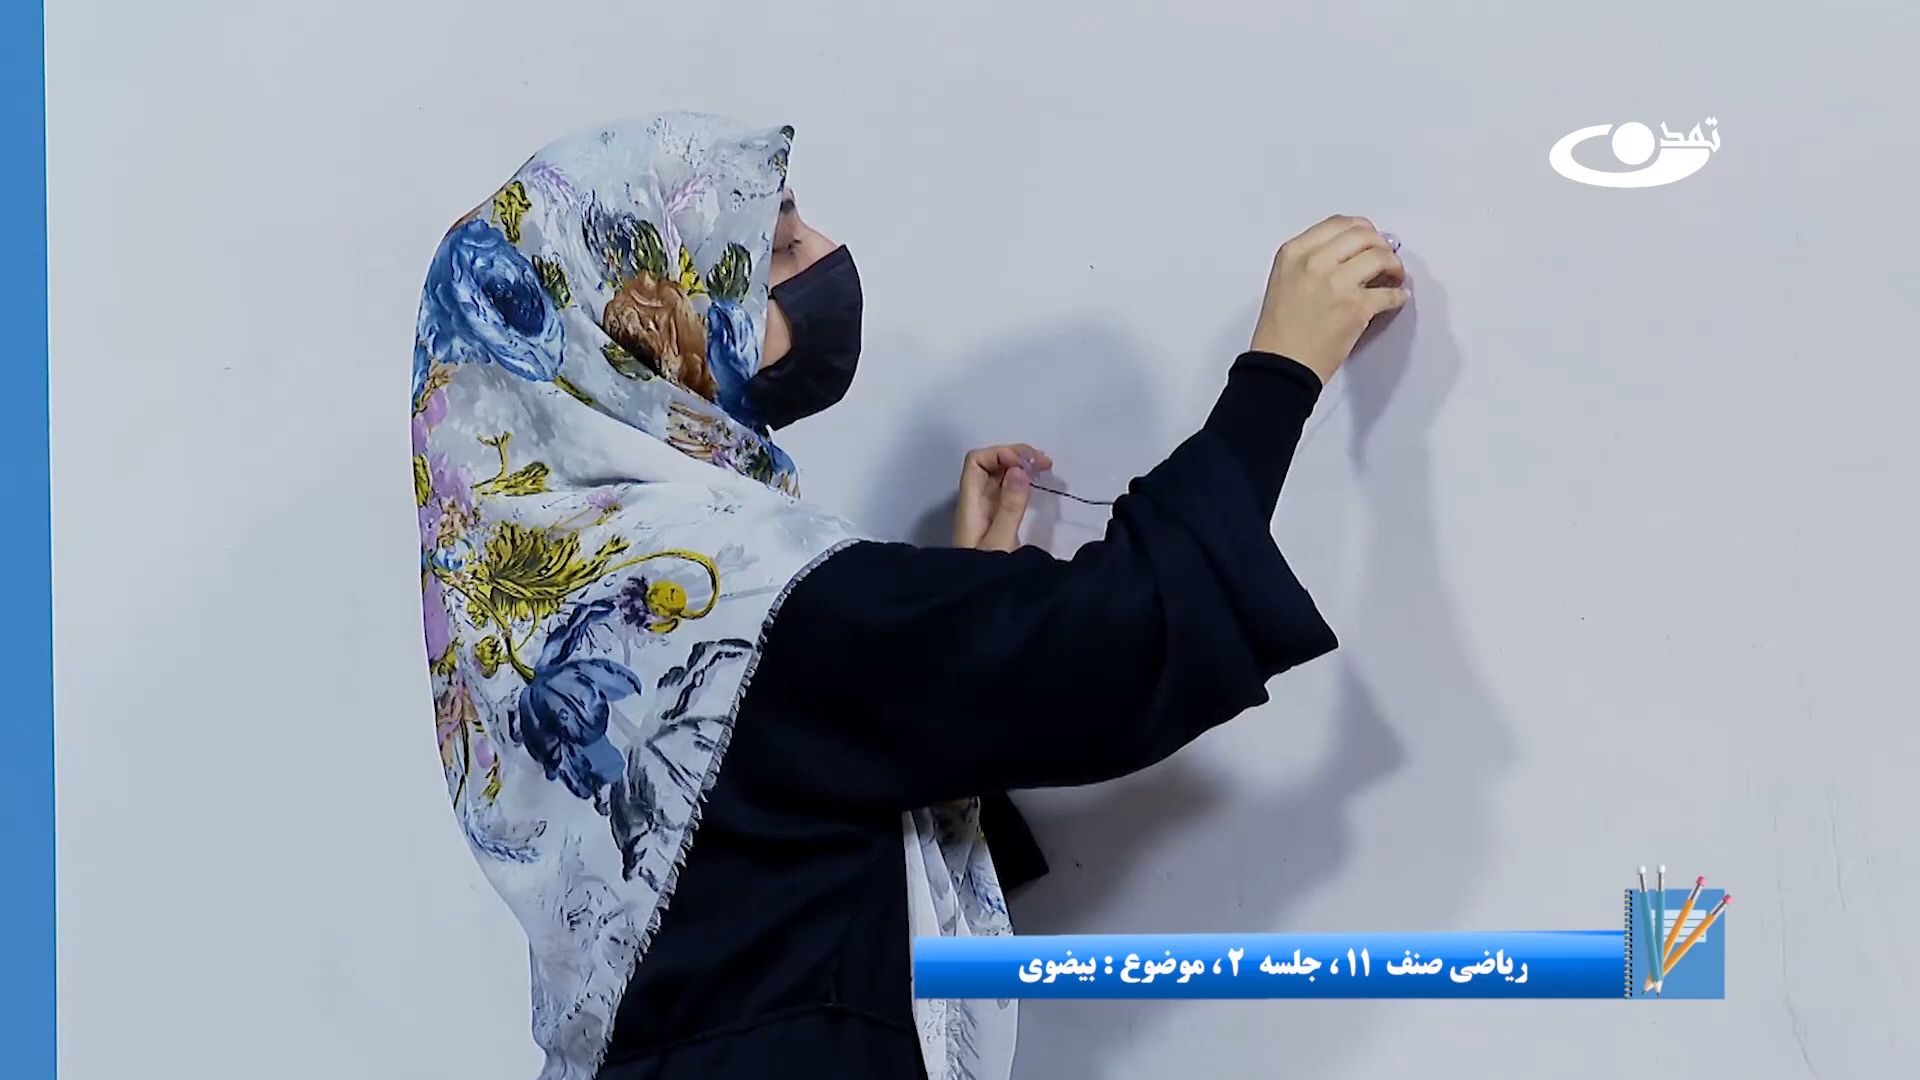 تمدن
ریاضی صنف ۱۱، جلسه ۲، موضوع : بیضوی